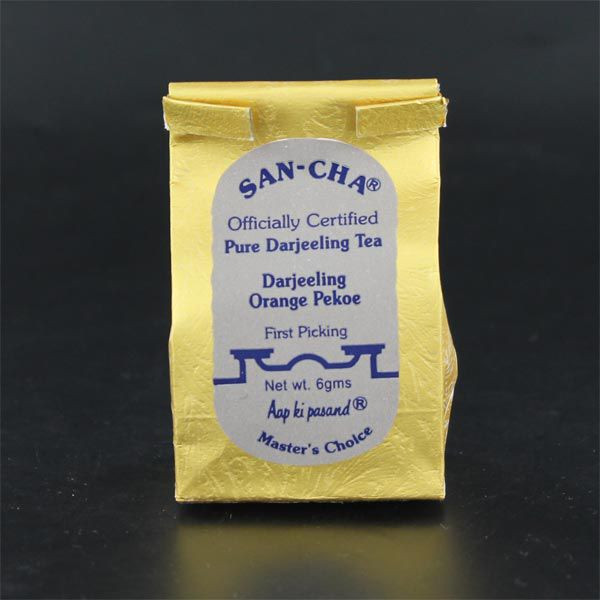 SAN-CHA®
Officially Certified
Pure Darjeeling Tea
Darjeeling
Orange Pekoe
First Picking
Net wt. 6gms
Aap ki pasand®
Master's Choice